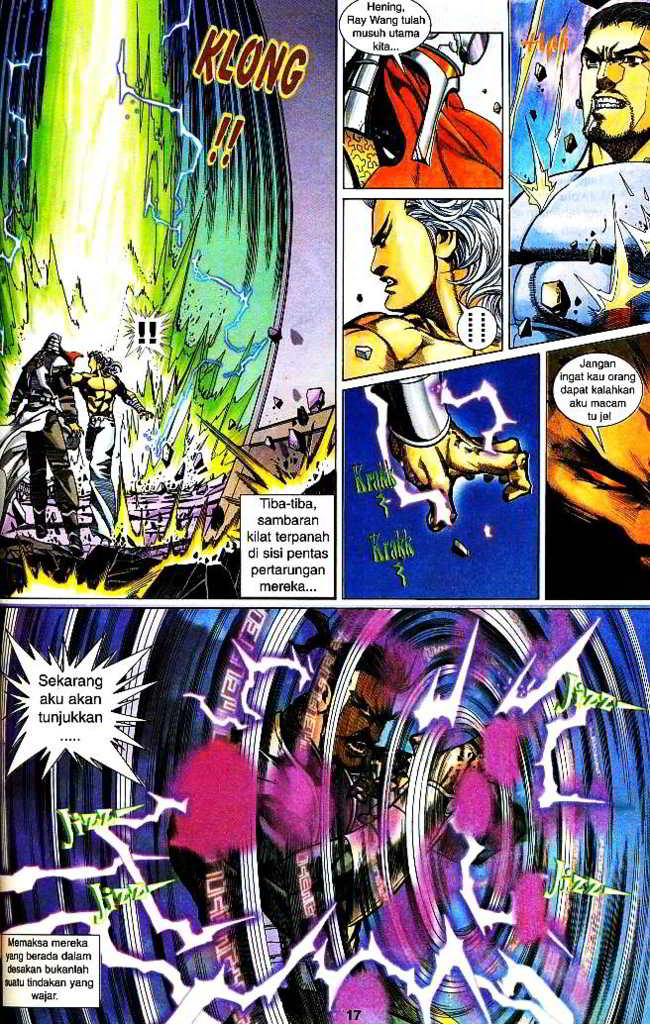 KLONG
!!
!!
Tiba-tiba,
sambaran
kilat terpanah
di sisi pentas
pertarungan
mereka...
Hening,
Ray Wang tulah
musuh utama
kita...
Jangan
ingat kau orang
dapat kalahkan
aku macam
tu je!
Krakk
Krakk
Sekarang
aku akan
tunjukkan
.....
Jizz
Jizz
Jizz
Jizz
Memaksa mereka
yang berada dalam
desakan bukanlah
suatu tindakan yang
wajar.
17